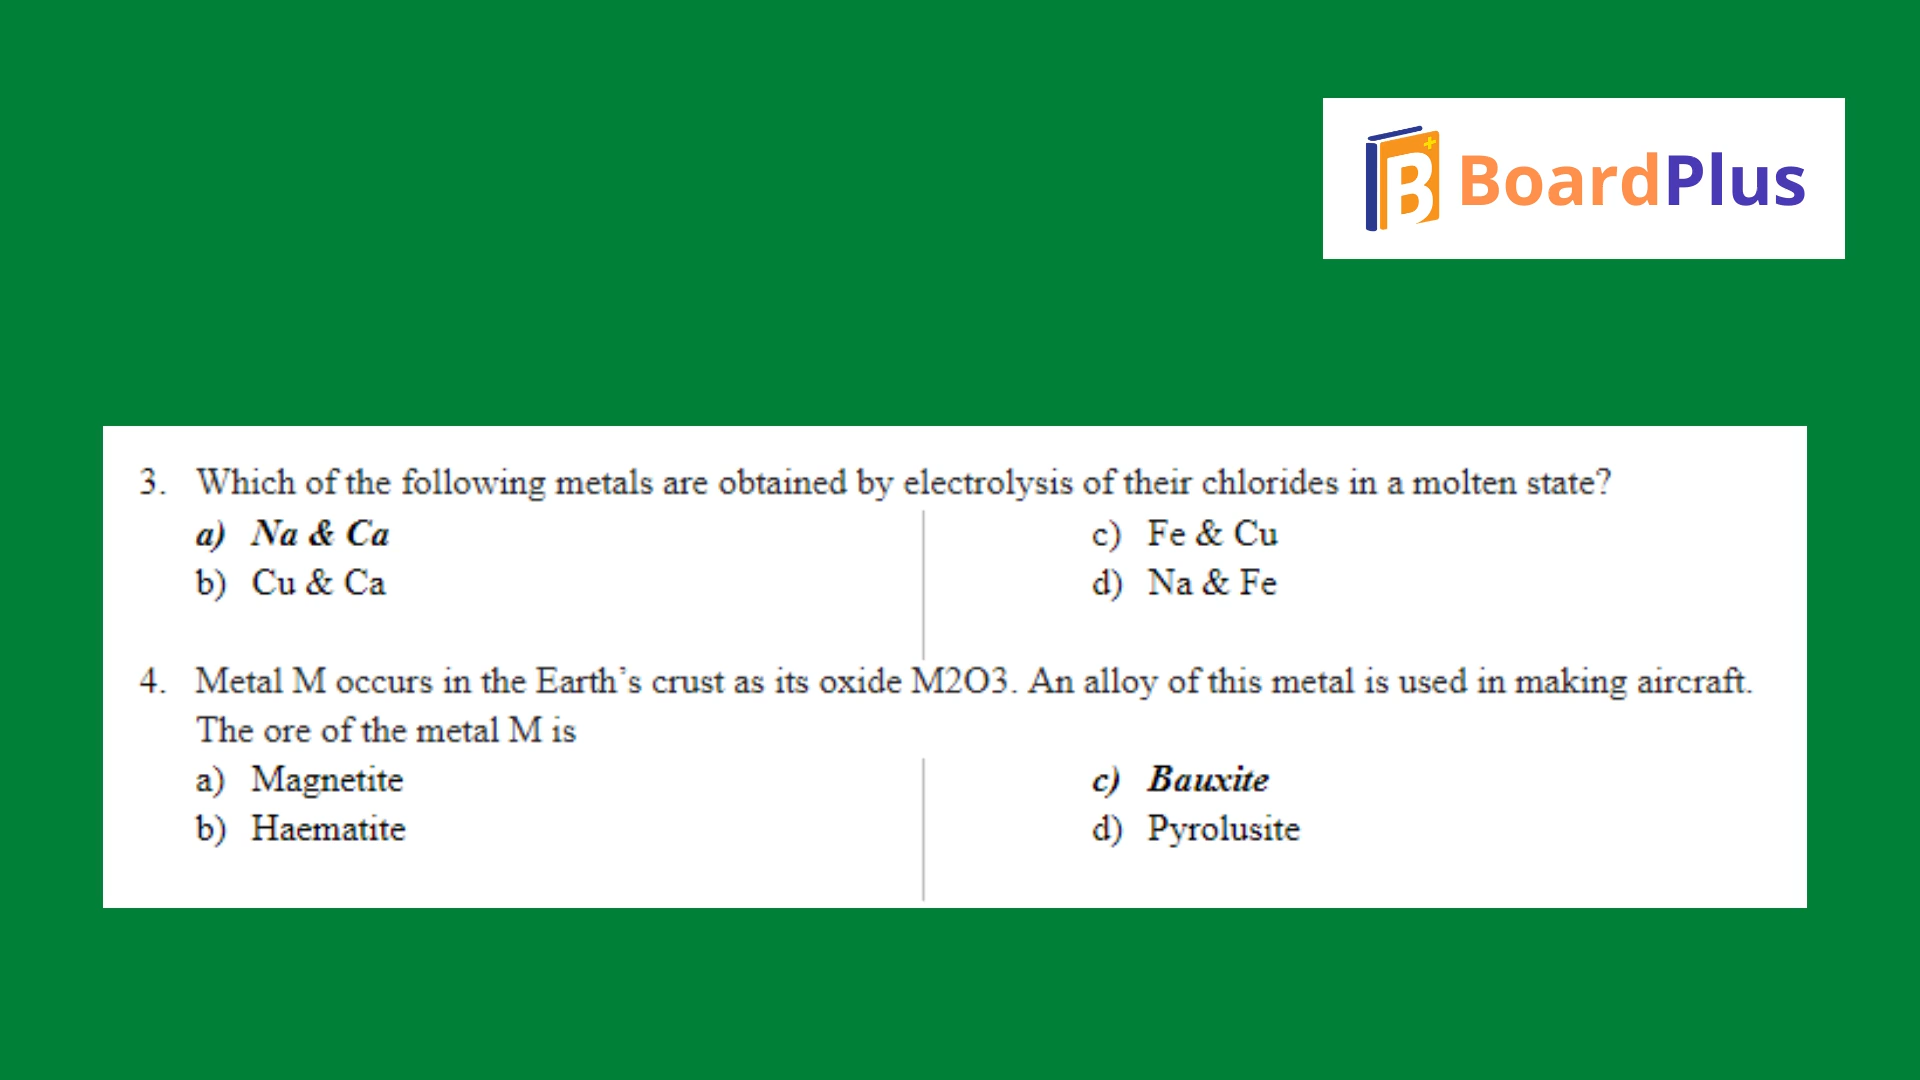 BoardPlus
3. Which of the following metals are obtained by electrolysis of their chlorides in a molten state?
a) Na & Ca
b) Cu & Ca
c) Fe & Cu
d) Na & Fe
4. Metal M occurs in the Earth’s crust as its oxide M2O3. An alloy of this metal is used in making aircraft.
The ore of the metal M is
a) Magnetite
b) Haematite
c) Bauxite
d) Pyrolusite